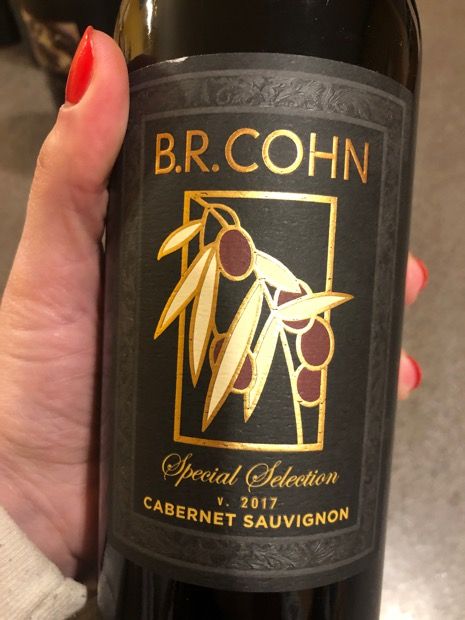 B.R. COHN
Special Selection
v. 2017
CABERNET SAUVIGNON